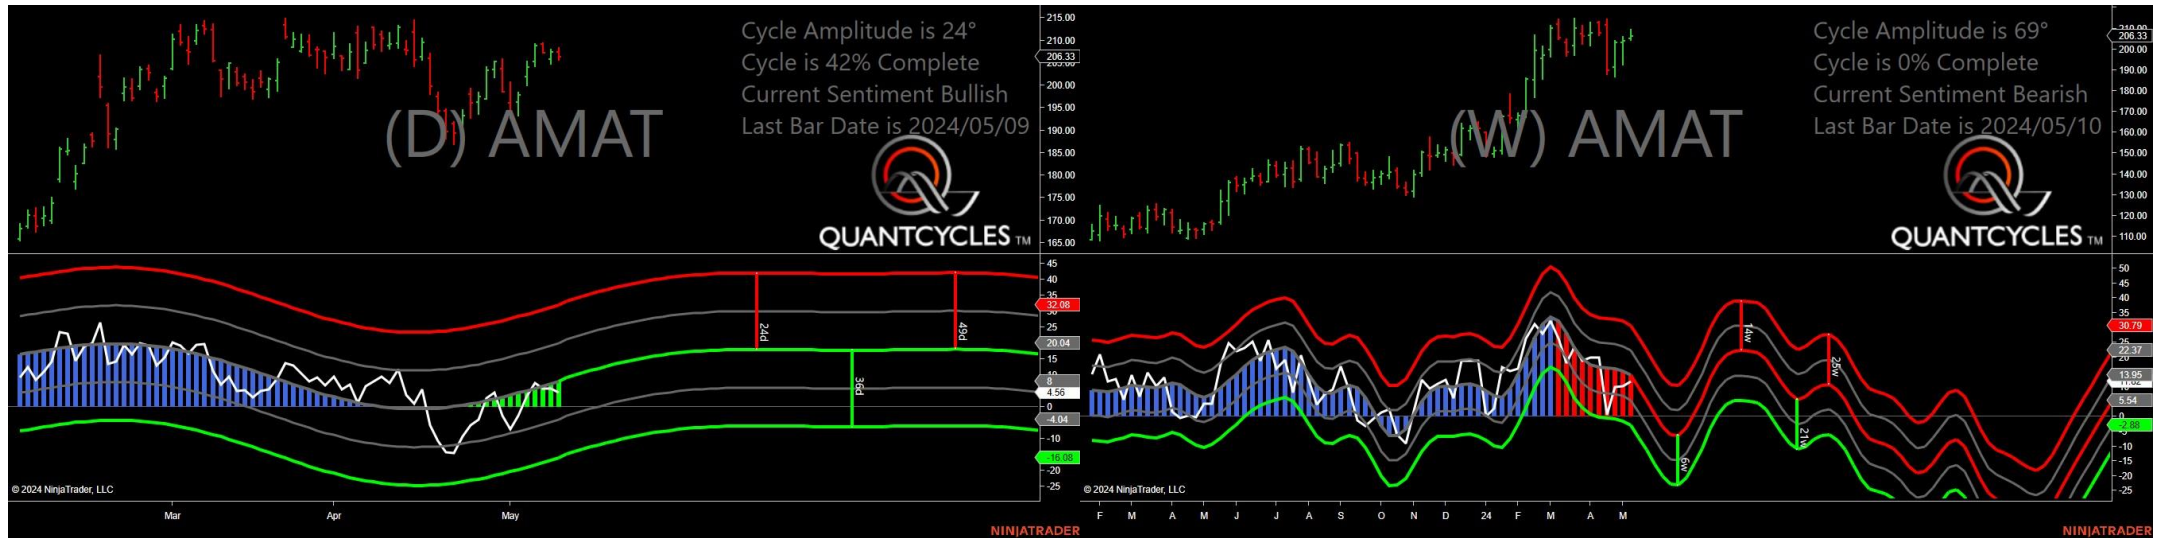 Cycle Amplitude is 24°
Cycle is 42% Complete
Current Sentiment Bullish
Last Bar Date is 2024/05/09
(D) AMAT
QUANTCYCLES TM
215.00
210.00
206.33
200.00
195.00
190.00
185.00
180.00
175.00
170.00
165.00
45
40
35
32.08
25
20.04
15
8
4.56
0
-4.04
-10
-16.08
-20
-25
24d
36d
49d
© 2024 NinjaTrader, LLC
Mar Apr May
NINJATRADER
Cycle Amplitude is 69°
Cycle is 0% Complete
Current Sentiment Bearish
Last Bar Date is 2024/05/10
(W) AMAT
QUANTCYCLES TM
210.00
206.33
200.00
190.00
180.00
170.00
160.00
150.00
140.00
130.00
120.00
110.00
50
45
40
35
30.79
22.37
13.95
5.54
0
-2.88
-10
-15
-20
-25
6w
14w
21w
25w
© 2024 NinjaTrader, LLC
F M A M J J A S O N D 24 F M A M
NINJATRADER